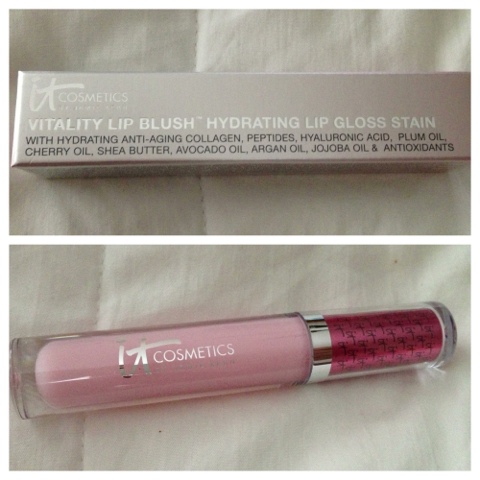 it COSMETICS
VITALITY LIP BLUSH™ HYDRATING LIP GLOSS STAIN
WITH HYDRATING ANTI-AGING COLLAGEN, PEPTIDES, HYALURONIC ACID, PLUM OIL,
CHERRY OIL, SHEA BUTTER, AVOCADO OIL, ARGAN OIL, JOJOBA OIL & ANTIOXIDANTS
it COSMETICS